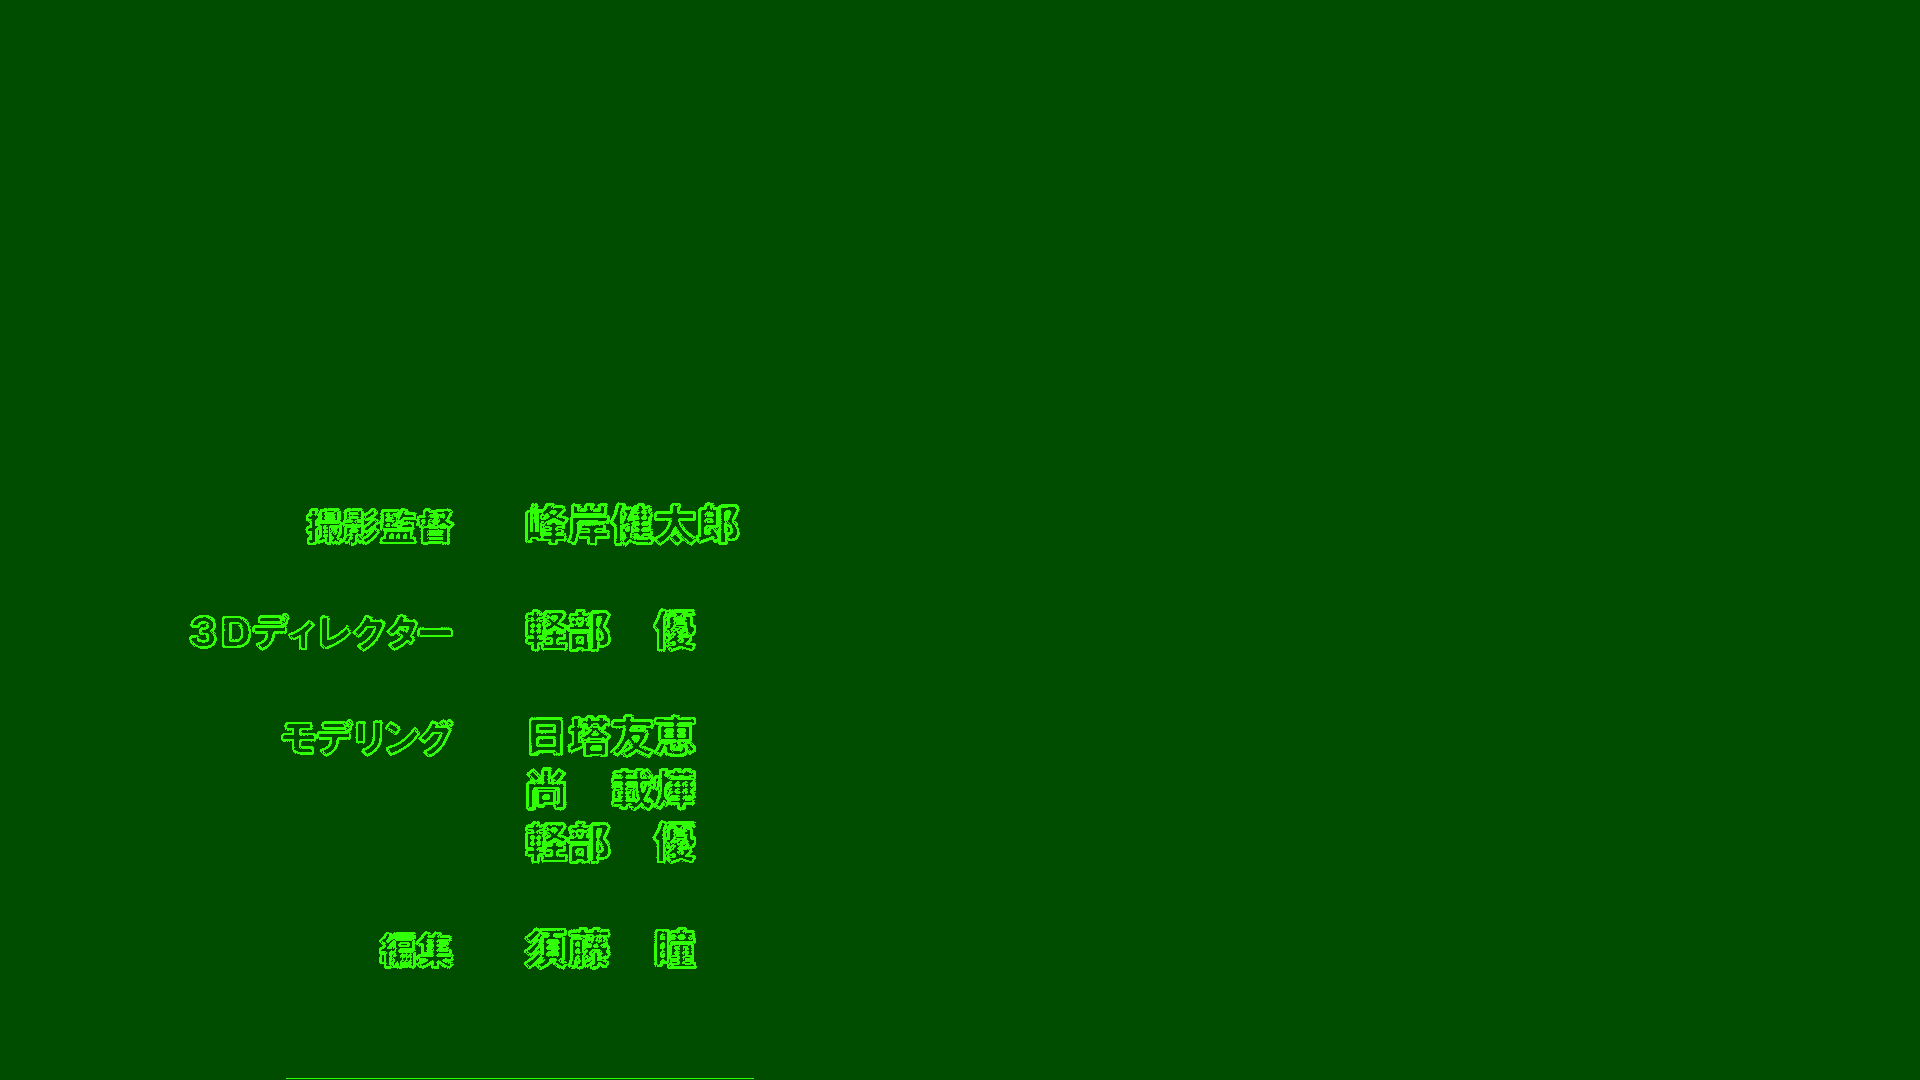 撮影監督　峰岸健太郎
３Ｄディレクター　軽部　優
モデリング　日塔友恵
尚　載輝
軽部　優
編集　須藤　瞳